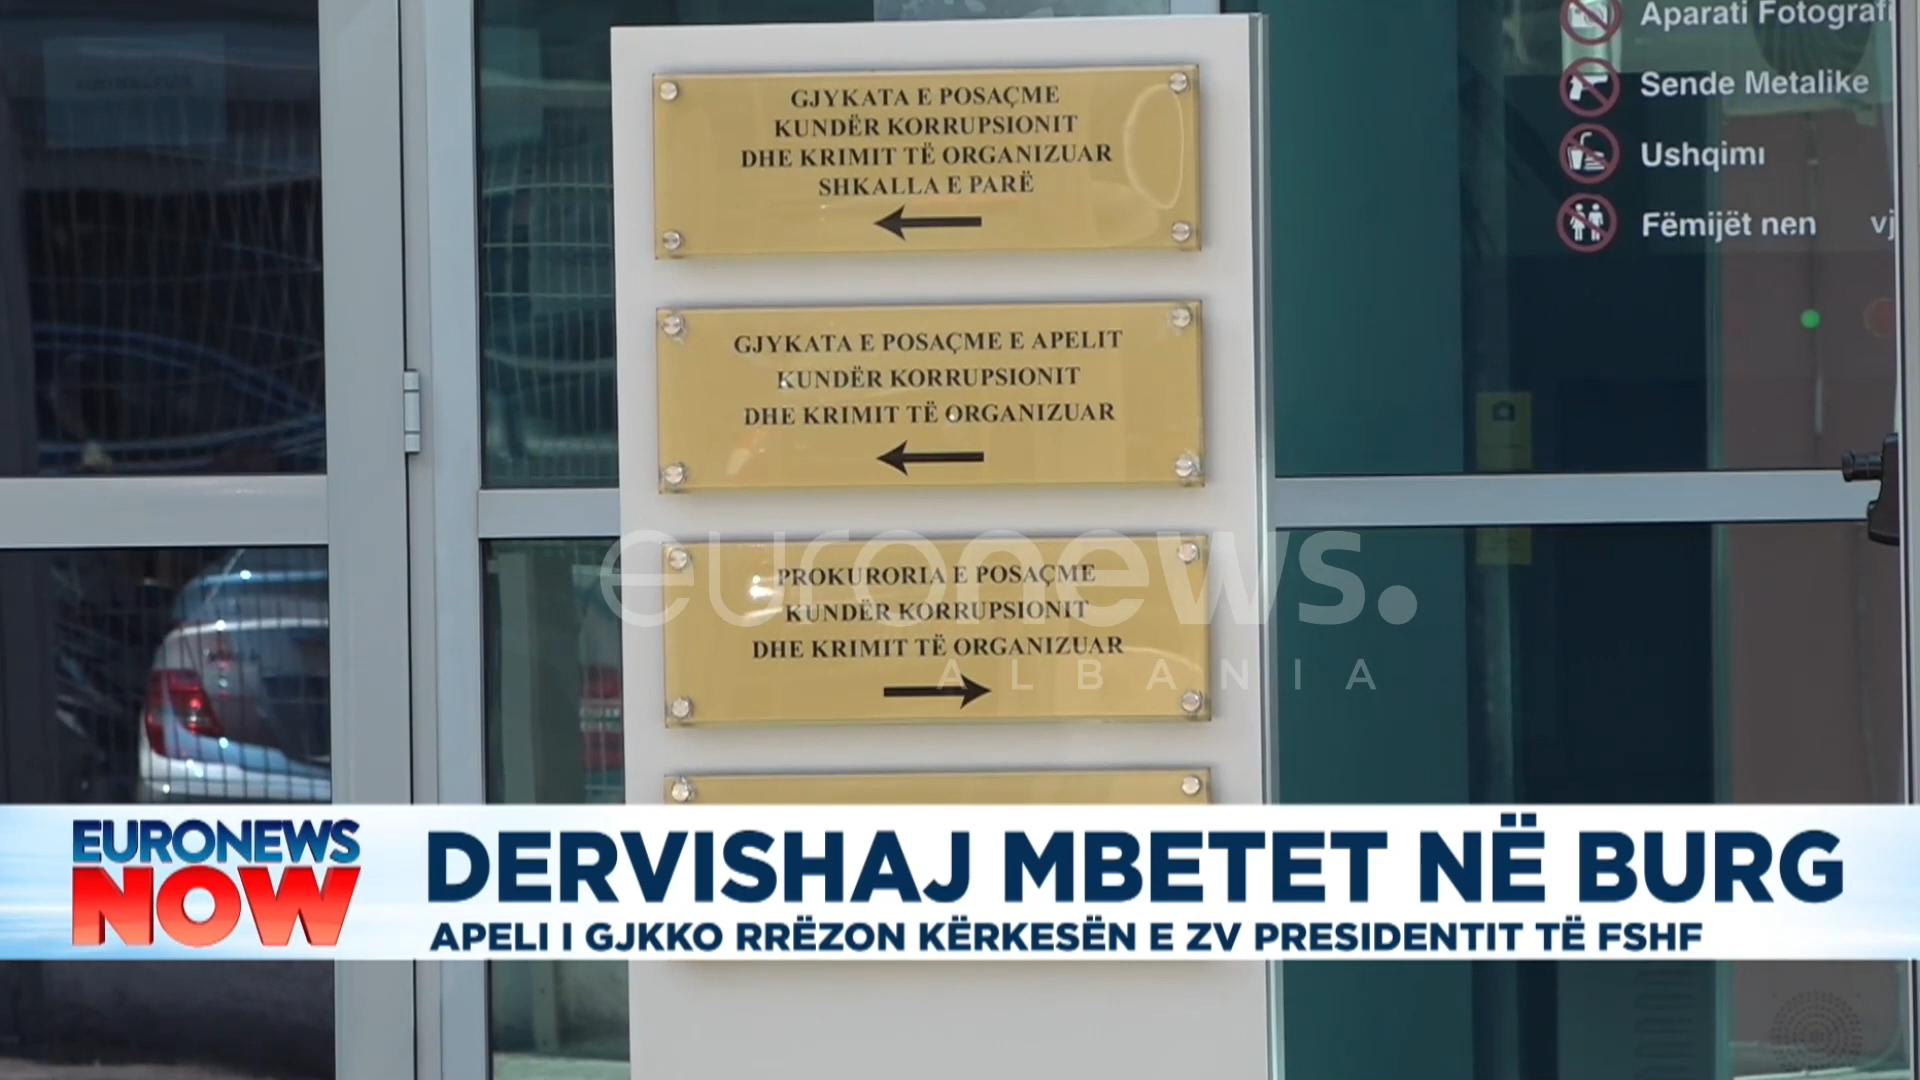 GJYKATA E POSAÇME
KUNDËR KORRUPSIONIT
DHE KRIMIT TË ORGANIZUAR
SHKALLA E PARË
GJYKATA E POSAÇME E APELIT
KUNDËR KORRUPSIONIT
DHE KRIMIT TË ORGANIZUAR
PROKURORIA E POSAÇME
KUNDËR KORRUPSIONIT
DHE KRIMIT TË ORGANIZUAR
Aparati Fotografi
Sende Metalike
Ushqimi
Fëmijët nen vj
euronews.
ALBANIA
EURONEWS
NOW
DERVISHAJ MBETET NË BURG
APELI I GJKKO RRËZON KËRKESËN E ZV PRESIDENTIT TË FSHF